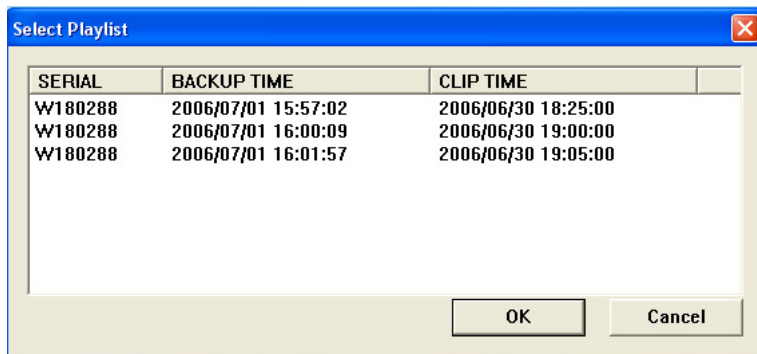 Select Playlist
SERIAL BACKUP TIME CLIP TIME
W180288 2006/07/01 15:57:02 2006/06/30 18:25:00
W180288 2006/07/01 16:00:09 2006/06/30 19:00:00
W180288 2006/07/01 16:01:57 2006/06/30 19:05:00
OK Cancel